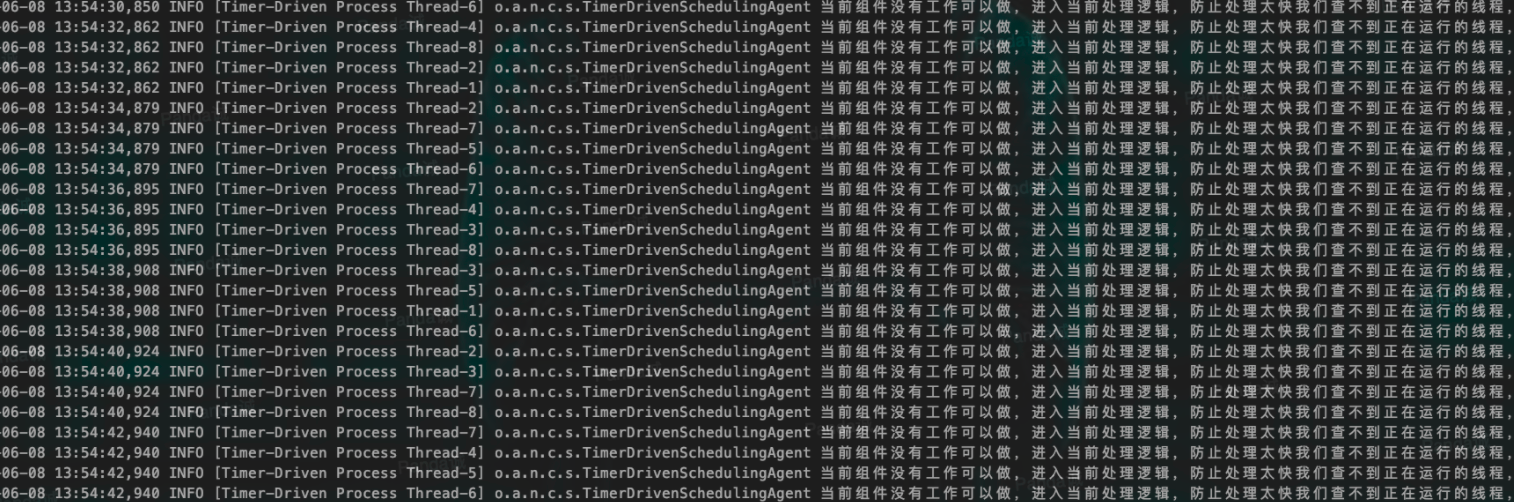 -06-08 13:54:30,850 INFO [Timer-Driven Process Thread-6] o.a.n.c.s.TimerDrivenSchedulingAgent 当前组件没有工作可以做, 进入当前处理逻辑, 防止处理太快我们查不到正在运行的线程,
-06-08 13:54:32,862 INFO [Timer-Driven Process Thread-4] o.a.n.c.s.TimerDrivenSchedulingAgent 当前组件没有工作可以做, 进入当前处理逻辑, 防止处理太快我们查不到正在运行的线程,
-06-08 13:54:32,862 INFO [Timer-Driven Process Thread-8] o.a.n.c.s.TimerDrivenSchedulingAgent 当前组件没有工作可以做, 进入当前处理逻辑, 防止处理太快我们查不到正在运行的线程,
-06-08 13:54:32,862 INFO [Timer-Driven Process Thread-2] o.a.n.c.s.TimerDrivenSchedulingAgent 当前组件没有工作可以做, 进入当前处理逻辑, 防止处理太快我们查不到正在运行的线程,
-06-08 13:54:32,862 INFO [Timer-Driven Process Thread-1] o.a.n.c.s.TimerDrivenSchedulingAgent 当前组件没有工作可以做, 进入当前处理逻辑, 防止处理太快我们查不到正在运行的线程,
-06-08 13:54:34,879 INFO [Timer-Driven Process Thread-2] o.a.n.c.s.TimerDrivenSchedulingAgent 当前组件没有工作可以做, 进入当前处理逻辑, 防止处理太快我们查不到正在运行的线程,
-06-08 13:54:34,879 INFO [Timer-Driven Process Thread-7] o.a.n.c.s.TimerDrivenSchedulingAgent 当前组件没有工作可以做, 进入当前处理逻辑, 防止处理太快我们查不到正在运行的线程,
-06-08 13:54:34,879 INFO [Timer-Driven Process Thread-5] o.a.n.c.s.TimerDrivenSchedulingAgent 当前组件没有工作可以做, 进入当前处理逻辑, 防止处理太快我们查不到正在运行的线程,
-06-08 13:54:34,879 INFO [Timer-Driven Process Thread-6] o.a.n.c.s.TimerDrivenSchedulingAgent 当前组件没有工作可以做, 进入当前处理逻辑, 防止处理太快我们查不到正在运行的线程,
-06-08 13:54:36,895 INFO [Timer-Driven Process Thread-7] o.a.n.c.s.TimerDrivenSchedulingAgent 当前组件没有工作可以做, 进入当前处理逻辑, 防止处理太快我们查不到正在运行的线程,
-06-08 13:54:36,895 INFO [Timer-Driven Process Thread-4] o.a.n.c.s.TimerDrivenSchedulingAgent 当前组件没有工作可以做, 进入当前处理逻辑, 防止处理太快我们查不到正在运行的线程,
-06-08 13:54:36,895 INFO [Timer-Driven Process Thread-3] o.a.n.c.s.TimerDrivenSchedulingAgent 当前组件没有工作可以做, 进入当前处理逻辑, 防止处理太快我们查不到正在运行的线程,
-06-08 13:54:36,895 INFO [Timer-Driven Process Thread-8] o.a.n.c.s.TimerDrivenSchedulingAgent 当前组件没有工作可以做, 进入当前处理逻辑, 防止处理太快我们查不到正在运行的线程,
-06-08 13:54:38,908 INFO [Timer-Driven Process Thread-3] o.a.n.c.s.TimerDrivenSchedulingAgent 当前组件没有工作可以做, 进入当前处理逻辑, 防止处理太快我们查不到正在运行的线程,
-06-08 13:54:38,908 INFO [Timer-Driven Process Thread-5] o.a.n.c.s.TimerDrivenSchedulingAgent 当前组件没有工作可以做, 进入当前处理逻辑, 防止处理太快我们查不到正在运行的线程,
-06-08 13:54:38,908 INFO [Timer-Driven Process Thread-1] o.a.n.c.s.TimerDrivenSchedulingAgent 当前组件没有工作可以做, 进入当前处理逻辑, 防止处理太快我们查不到正在运行的线程,
-06-08 13:54:38,908 INFO [Timer-Driven Process Thread-6] o.a.n.c.s.TimerDrivenSchedulingAgent 当前组件没有工作可以做, 进入当前处理逻辑, 防止处理太快我们查不到正在运行的线程,
-06-08 13:54:40,924 INFO [Timer-Driven Process Thread-2] o.a.n.c.s.TimerDrivenSchedulingAgent 当前组件没有工作可以做, 进入当前处理逻辑, 防止处理太快我们查不到正在运行的线程,
-06-08 13:54:40,924 INFO [Timer-Driven Process Thread-3] o.a.n.c.s.TimerDrivenSchedulingAgent 当前组件没有工作可以做, 进入当前处理逻辑, 防止处理太快我们查不到正在运行的线程,
-06-08 13:54:40,924 INFO [Timer-Driven Process Thread-7] o.a.n.c.s.TimerDrivenSchedulingAgent 当前组件没有工作可以做, 进入当前处理逻辑, 防止处理太快我们查不到正在运行的线程,
-06-08 13:54:40,924 INFO [Timer-Driven Process Thread-8] o.a.n.c.s.TimerDrivenSchedulingAgent 当前组件没有工作可以做, 进入当前处理逻辑, 防止处理太快我们查不到正在运行的线程,
-06-08 13:54:42,940 INFO [Timer-Driven Process Thread-7] o.a.n.c.s.TimerDrivenSchedulingAgent 当前组件没有工作可以做, 进入当前处理逻辑, 防止处理太快我们查不到正在运行的线程,
-06-08 13:54:42,940 INFO [Timer-Driven Process Thread-4] o.a.n.c.s.TimerDrivenSchedulingAgent 当前组件没有工作可以做, 进入当前处理逻辑, 防止处理太快我们查不到正在运行的线程,
-06-08 13:54:42,940 INFO [Timer-Driven Process Thread-5] o.a.n.c.s.TimerDrivenSchedulingAgent 当前组件没有工作可以做, 进入当前处理逻辑, 防止处理太快我们查不到正在运行的线程,
-06-08 13:54:42,940 INFO [Timer-Driven Process Thread-6] o.a.n.c.s.TimerDrivenSchedulingAgent 当前组件没有工作可以做, 进入当前处理逻辑, 防止处理太快我们查不到正在运行的线程,